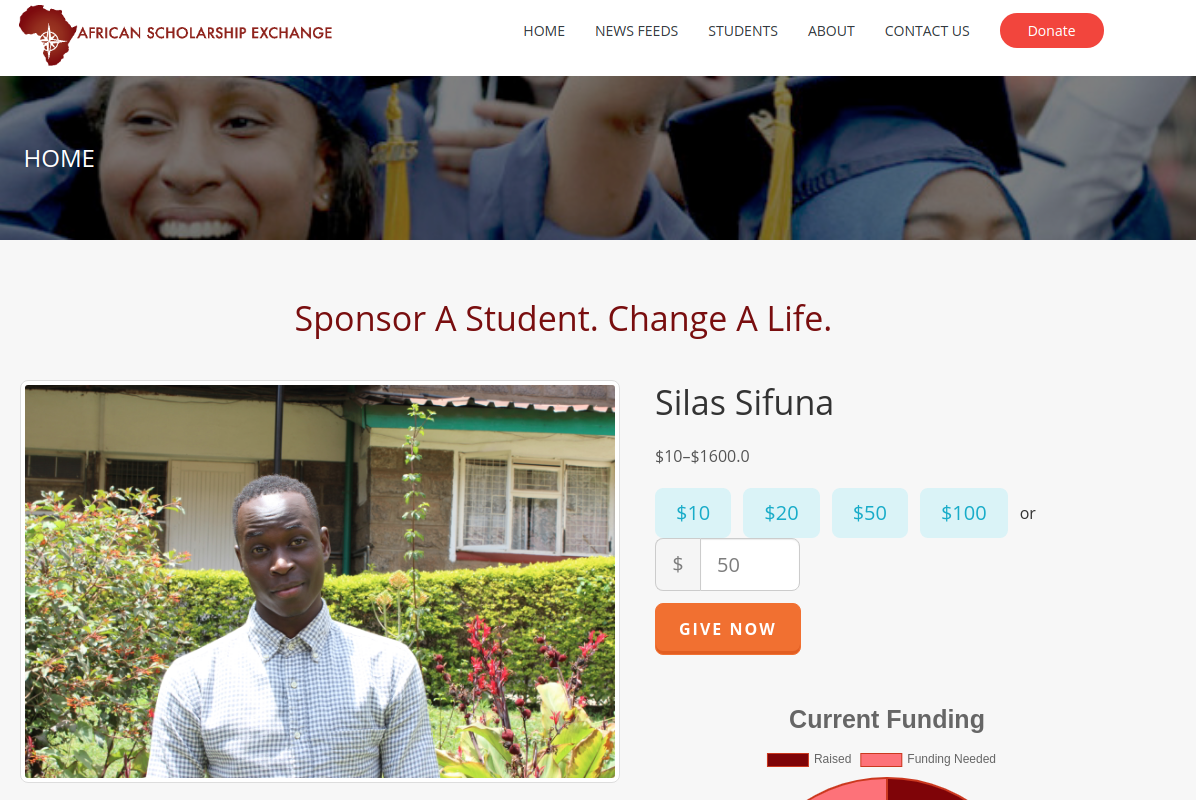 AFRICAN SCHOLARSHIP EXCHANGE
HOME NEWS FEEDS STUDENTS ABOUT CONTACT US Donate
HOME
Sponsor A Student. Change A Life.
Silas Sifuna
$10–$1600.0
$10 $20 $50 $100 or
$ 50
GIVE NOW
Current Funding
Raised Funding Needed